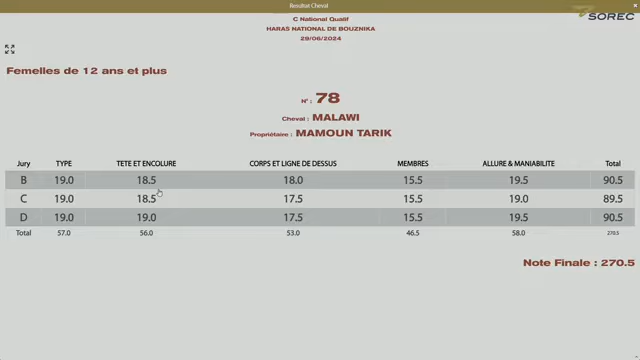 Resultat Cheval
C National Qualif
HARAS NATIONAL DE BOUZNIKA
29/06/2024
SOREC
Femelles de 12 ans et plus
N° : 78
Cheval : MALAWI
Propriétaire : MAMOUN TARIK
Jury TYPE TETE ET ENCOLURE CORPS ET LIGNE DE DESSUS MEMBRES ALLURE & MANIABILITE Total
B 19.0 18.5 18.0 15.5 19.5 90.5
C 19.0 18.5 17.5 15.5 19.0 89.5
D 19.0 19.0 17.5 15.5 19.5 90.5
Total 57.0 56.0 53.0 46.5 58.0 270.5
Note Finale : 270.5